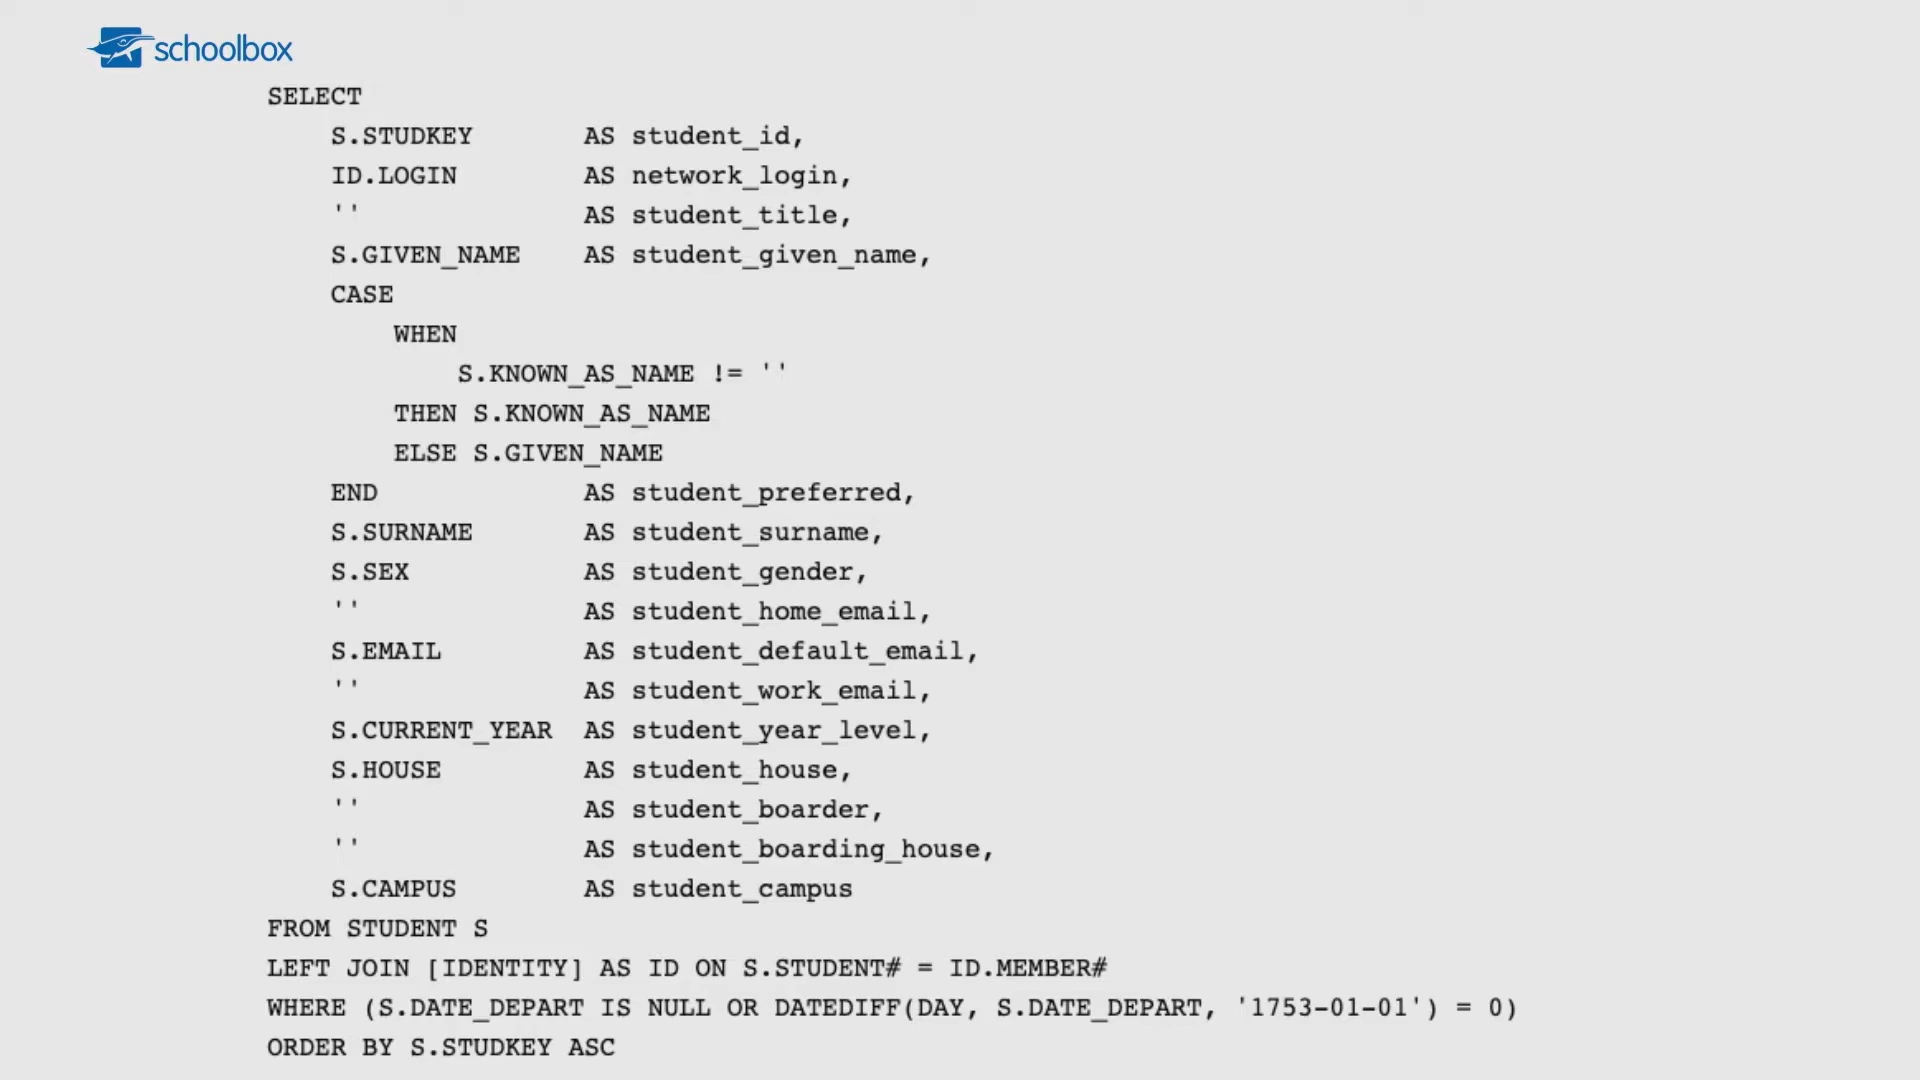 schoolbox
SELECT
S.STUDKEY AS student_id,
ID.LOGIN AS network_login,
'' AS student_title,
S.GIVEN_NAME AS student_given_name,
CASE
WHEN
S.KNOWN_AS_NAME != ''
THEN S.KNOWN_AS_NAME
ELSE S.GIVEN_NAME
END AS student_preferred,
S.SURNAME AS student_surname,
S.SEX AS student_gender,
'' AS student_home_email,
S.EMAIL AS student_default_email,
'' AS student_work_email,
S.CURRENT_YEAR AS student_year_level,
S.HOUSE AS student_house,
'' AS student_boarder,
'' AS student_boarding_house,
S.CAMPUS AS student_campus
FROM STUDENT S
LEFT JOIN [IDENTITY] AS ID ON S.STUDENT# = ID.MEMBER#
WHERE (S.DATE_DEPART IS NULL OR DATEDIFF(DAY, S.DATE_DEPART, '1753-01-01') = 0)
ORDER BY S.STUDKEY ASC